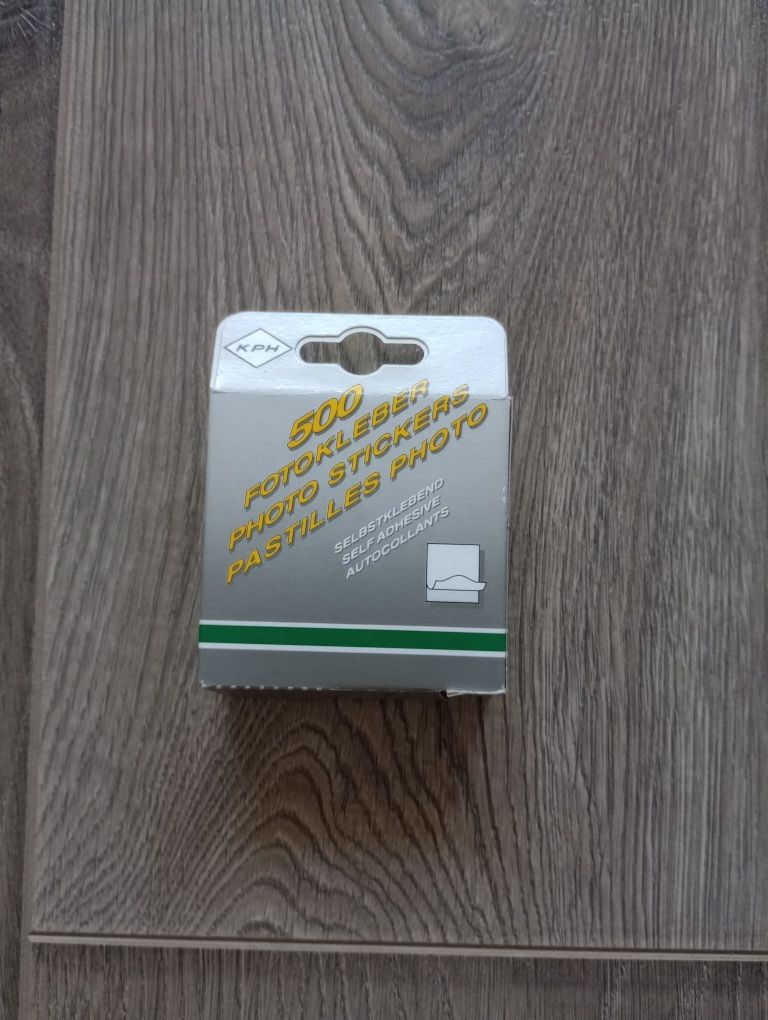 KPH
500
FOTOKLEBER
PHOTO STICKERS
PASTILLES PHOTO
SELBSTKLEBEND
SELF ADHESIVE
AUTOCOLLANTS